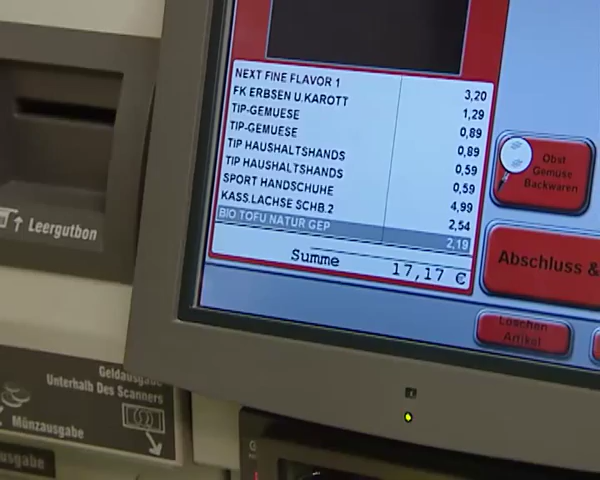 NEXT FINE FLAVOR 1 3,20
FK ERBSEN U.KAROTT 1,29
TIP-GEMUESE 0,89
TIP-GEMUESE 0,89
TIP HAUSHALTSHANDS 0,59
TIP HAUSHALTSHANDS 0,59
SPORT HANDSCHUHE 4,99
KASS.LACHSE SCHB.2 2,54
BIO TOFU NATUR GEP 2,19
Summe 17,17 €
Obst
Gemüse
Backwaren
Abschluss &
Löschen
Artikel
Leergutbon
Geldausgabe
Unterhalb Des Scanners
Münzausgabe